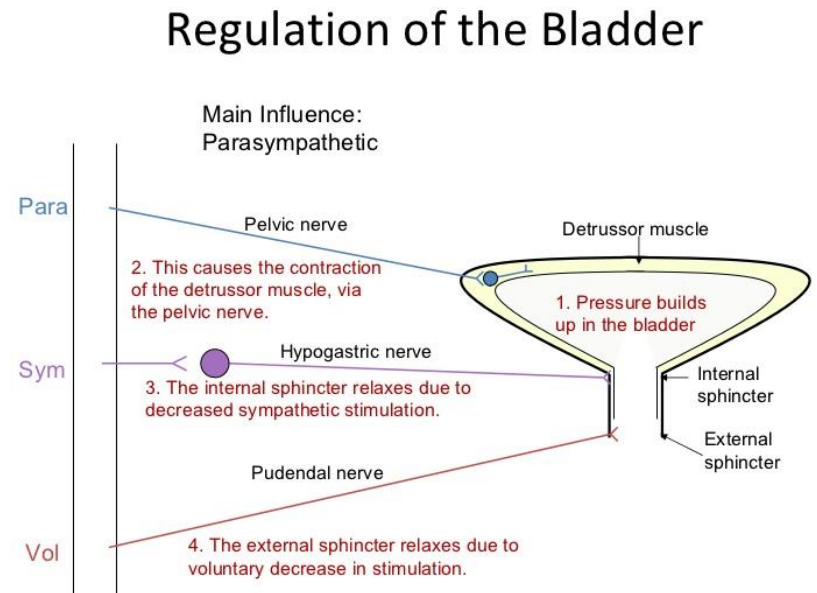 Regulation of the Bladder
Main Influence:
Parasympathetic
Para
Pelvic nerve
Detrussor muscle
2. This causes the contraction
of the detrussor muscle, via
the pelvic nerve.
1. Pressure builds
up in the bladder
Sym
Hypogastric nerve
3. The internal sphincter relaxes due to
decreased sympathetic stimulation.
Internal
sphincter
External
sphincter
Pudendal nerve
Vol
4. The external sphincter relaxes due to
voluntary decrease in stimulation.